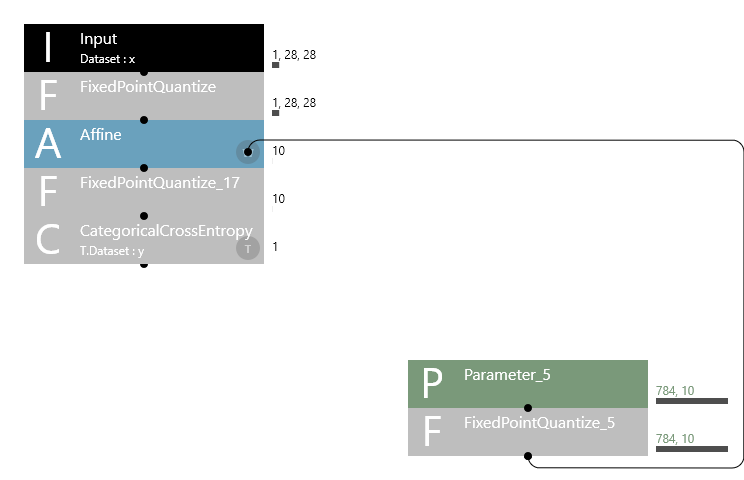 I
Input
Dataset : x
1, 28, 28
F
FixedPointQuantize
1, 28, 28
A
Affine
10
F
FixedPointQuantize_17
10
C
CategoricalCrossEntropy
T.Dataset : y
T
1
P
Parameter_5
784, 10
F
FixedPointQuantize_5
784, 10